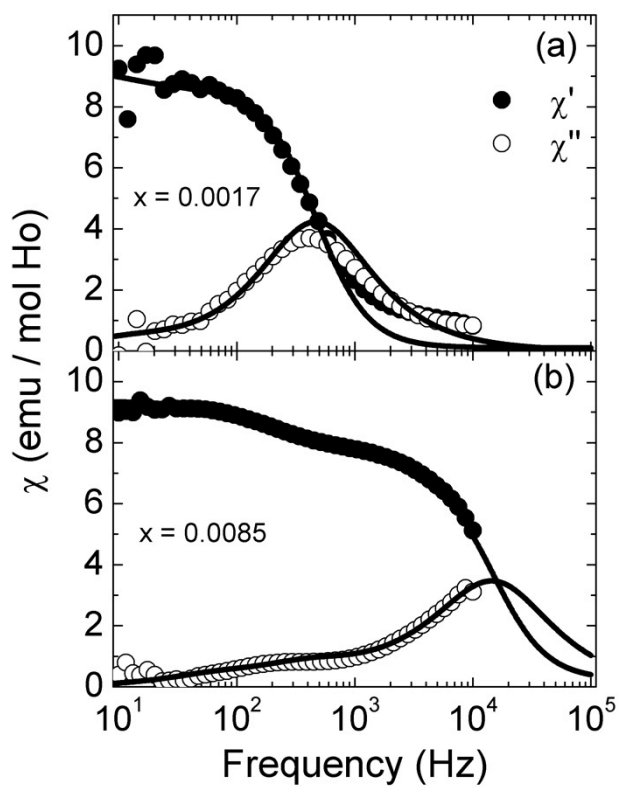 (a)
χ'
χ''
x = 0.0017
10
8
6
4
2
0
(b)
x = 0.0085
10
8
6
4
2
0
χ (emu / mol Ho)
10¹ 10² 10³ 10⁴ 10⁵
Frequency (Hz)